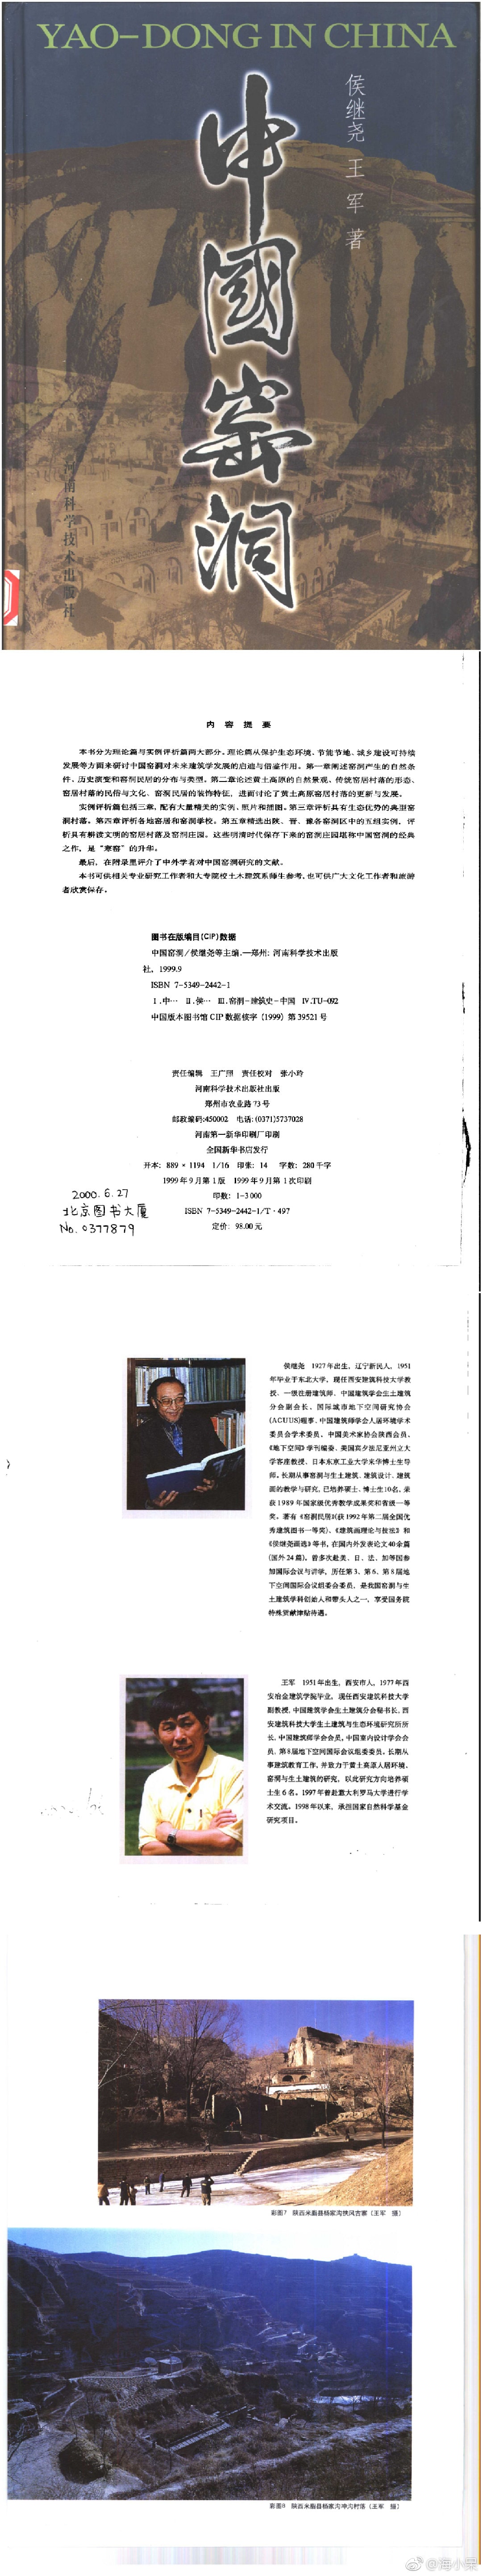 YAO-DONG IN CHINA
中國窑洞
侯继尧 王军 著
河南科学技术出版社
内 容 提 要
本书分为理论篇与实例评析篇两大部分。理论篇从保护生态环境、节能节地、城乡建设可持续
发展等方面来研讨中国窑洞对未来建筑学发展的启迪与借鉴作用。第一章阐述窑洞产生的自然条
件、历史演变和窑洞民居的分布与类型。第二章论述黄土高原的自然景观、传统窑居村落的形态、
窑居村落的民俗与文化、窑洞民居的装饰特征，进而讨论了黄土高原窑居村落的更新与发展。
实例评析篇包括三章，配有大量精美的实例、照片和插图。第三章评析具有生态优势的典型窑
洞村落。第四章评析各地窑居和窑洞学校。第五章精选出陕、晋、豫各窑洞区中的五组实例，评
析具有耕读文明的窑居村落及窑洞庄园。这些明清时代保存下来的窑洞庄园堪称中国窑洞的经典
之作，是“寒窑”的升华。
最后，在附录里评介了中外学者对中国窑洞研究的文献。
本书可供相关专业研究工作者和大专院校土木建筑系师生参考，也可供广大文化工作者和旅游
者欣赏保存。
图书在版编目(CIP)数据
中国窑洞/侯继尧等主编.—郑州：河南科学技术出版
社，1999.9
ISBN 7-5349-2442-1
Ⅰ.中… Ⅱ.侯… Ⅲ.窑洞-建筑史-中国 Ⅳ.TU-092
中国版本图书馆CIP数据核字（1999）第39521号
责任编辑 王广照 责任校对 张小玲
河南科学技术出版社出版
郑州市农业路73号
邮政编码:450002 电话:(0371)5737028
河南第一新华印刷厂印刷
全国新华书店发行
开本：889×1194 1/16 印张：14 字数：280千字
1999年9月第1版 1999年9月第1次印刷
印数：1-3 000
ISBN 7-5349-2442-1/T·497
定价：98.00元
2000.6.27
北京图书大厦
No.0377879
侯继尧 1927年出生，辽宁新民人，1951
年毕业于东北大学，现任西安建筑科技大学教
授、一级注册建筑师、中国建筑学会生土建筑
分会副会长、国际城市地下空间研究协会
(ACUUS)理事、中国建筑师学会人居环境学术
委员会学术委员、中国美术家协会陕西会员、
《地下空间》学刊编委、美国宾夕法尼亚州立大
学客座教授、日本东京工业大学来华博士生导
师。长期从事窑洞与生土建筑、建筑设计、建筑
画的教学与研究，已培养硕士、博士生10名。荣
获1989年国家级优秀教学成果奖和省级一等
奖。著有《窑洞民居》(获1992年第二届全国优
秀建筑图书一等奖)、《建筑画理论与技法》和
《侯继尧画选》等书，在国内外发表论文40余篇
(国外24篇)。曾多次赴美、日、法、加等国参
加国际会议与讲学，历任第3、第6、第8届地
下空间国际会议组委会委员，是我国窑洞与生
土建筑学科创始人和带头人之一，享受国务院
特殊贡献津贴待遇。
王军 1951年出生，西安市人，1977年西
安冶金建筑学院毕业，现任西安建筑科技大学
副教授、中国建筑学会生土建筑分会秘书长、西
安建筑科技大学生土建筑与生态环境研究所所
长、中国建筑师学会会员、中国室内设计学会会
员、第8届地下空间国际会议组委委员。长期从
事建筑教育工作，并致力于黄土高原人居环境、
窑洞与生土建筑的研究，以此研究方向培养硕
士生6名。1997年曾赴意大利罗马大学进行学
术交流。1998年以来，承担国家自然科学基金
研究项目。
彩图7 陕西米脂县杨家沟扶风古寨（王军 摄）
彩图8 陕西米脂县杨家沟冲沟村落（王军 摄）